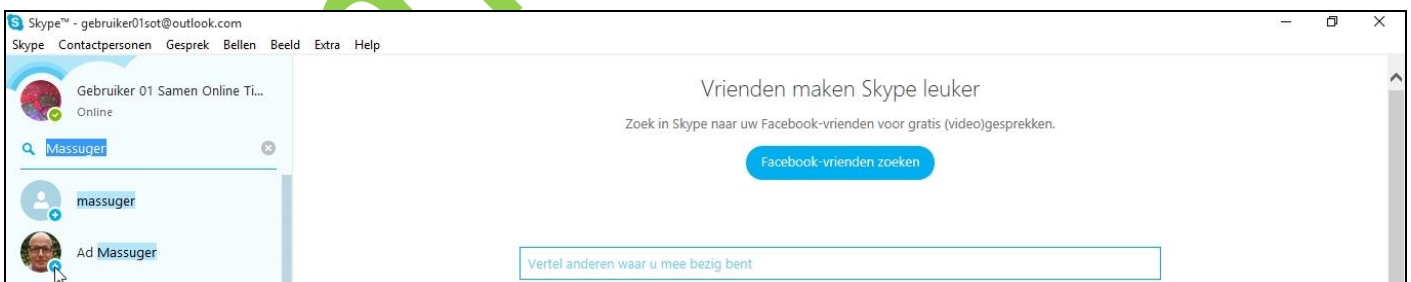 Skype™ - gebruiker01sot@outlook.com
Skype Contactpersonen Gesprek Bellen Beeld Extra Help
Gebruiker 01 Samen Online Ti...
Online
Massuger
massuger
Ad Massuger
Vrienden maken Skype leuker
Zoek in Skype naar uw Facebook-vrienden voor gratis (video)gesprekken.
Facebook-vrienden zoeken
Vertel anderen waar u mee bezig bent